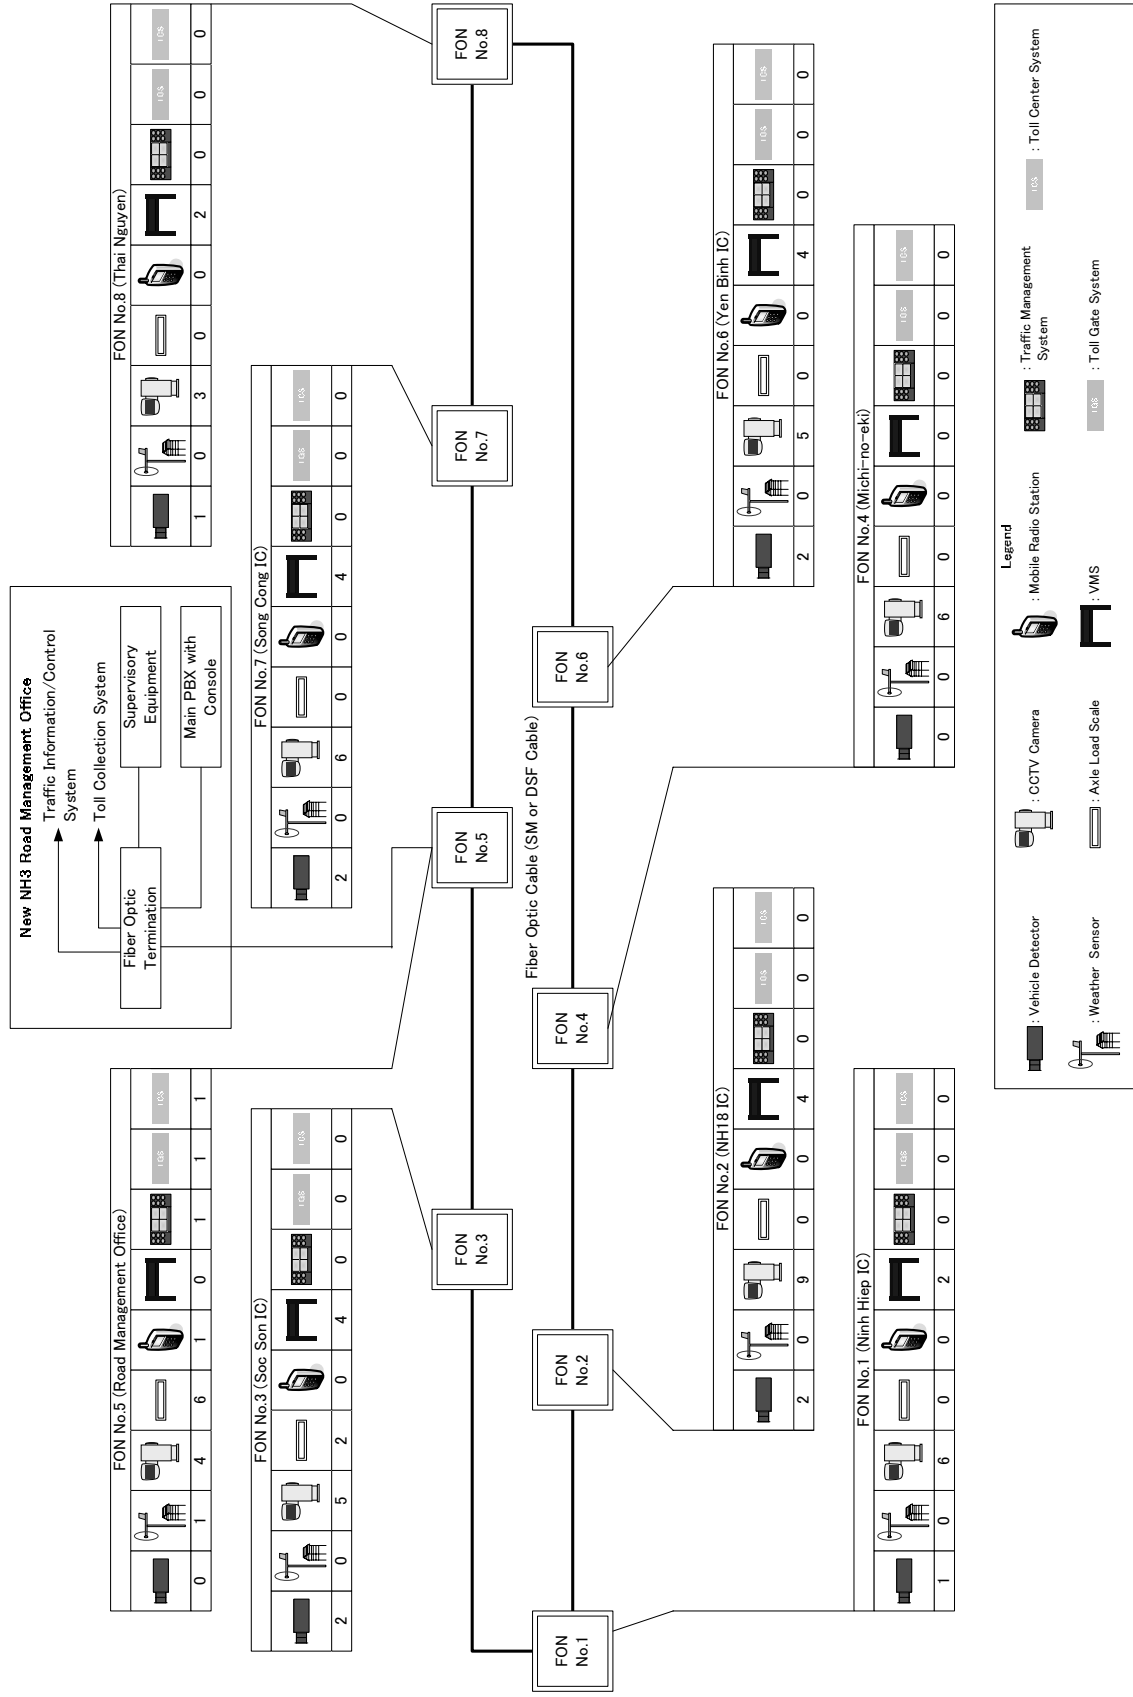 New NH3 Road Management Office
Traffic Information/Control
System
Toll Collection System
Fiber Optic
Termination
Supervisory
Equipment
Main PBX with
Console
FON No.5 (Road Management Office)
0 1 4 6 1 0 1 1 1
FON No.8 (Thai Nguyen)
1 0 3 0 0 2 0 0 0
FON No.3 (Soc Son IC)
2 0 5 2 0 4 0 0 0
FON No.7 (Song Cong IC)
2 0 6 0 0 4 0 0 0
FON
No.3
FON
No.5
FON
No.7
FON
No.8
Fiber Optic Cable (SM or DSF Cable)
FON
No.1
FON
No.2
FON
No.4
FON
No.6
FON No.2 (NH18 IC)
2 0 9 0 0 4 0 0 0
FON No.6 (Yen Binh IC)
2 0 5 0 0 4 0 0 0
FON No.1 (Ninh Hiep IC)
1 0 6 0 0 2 0 0 0
FON No.4 (Michi-no-eki)
0 0 6 0 0 0 0 0 0
Legend
: Vehicle Detector
: CCTV Camera
: Mobile Radio Station
: Traffic Management
System
: Toll Center System
: Weather Sensor
: Axle Load Scale
: VMS
: Toll Gate System